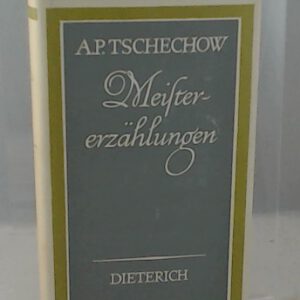 A.P. TSCHECHOW
Meiſter-
erzählungen
DIETERICH